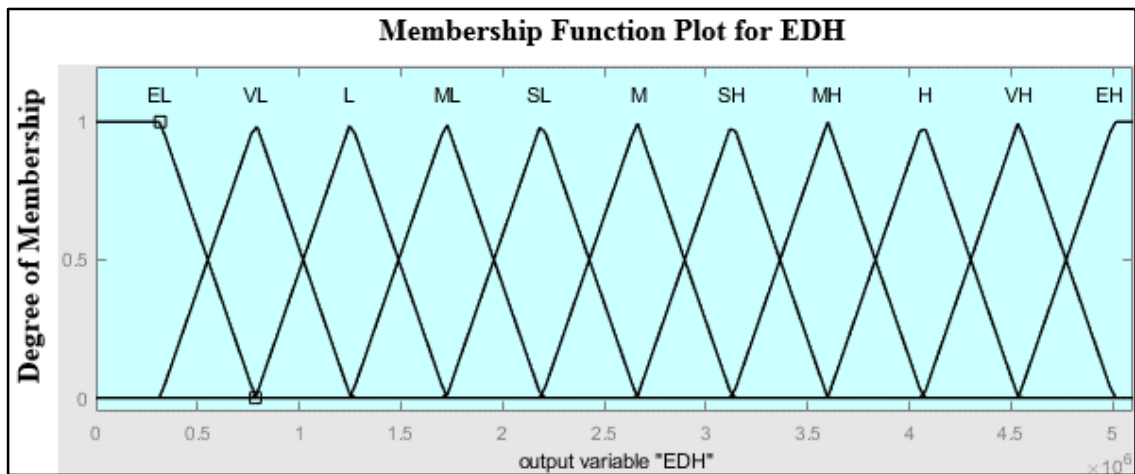 Membership Function Plot for EDH
Degree of Membership
EL VL L ML SL M SH MH H VH EH
1
0.5
0
0 0.5 1 1.5 2 2.5 3 3.5 4 4.5 5
output variable "EDH"
×10⁶